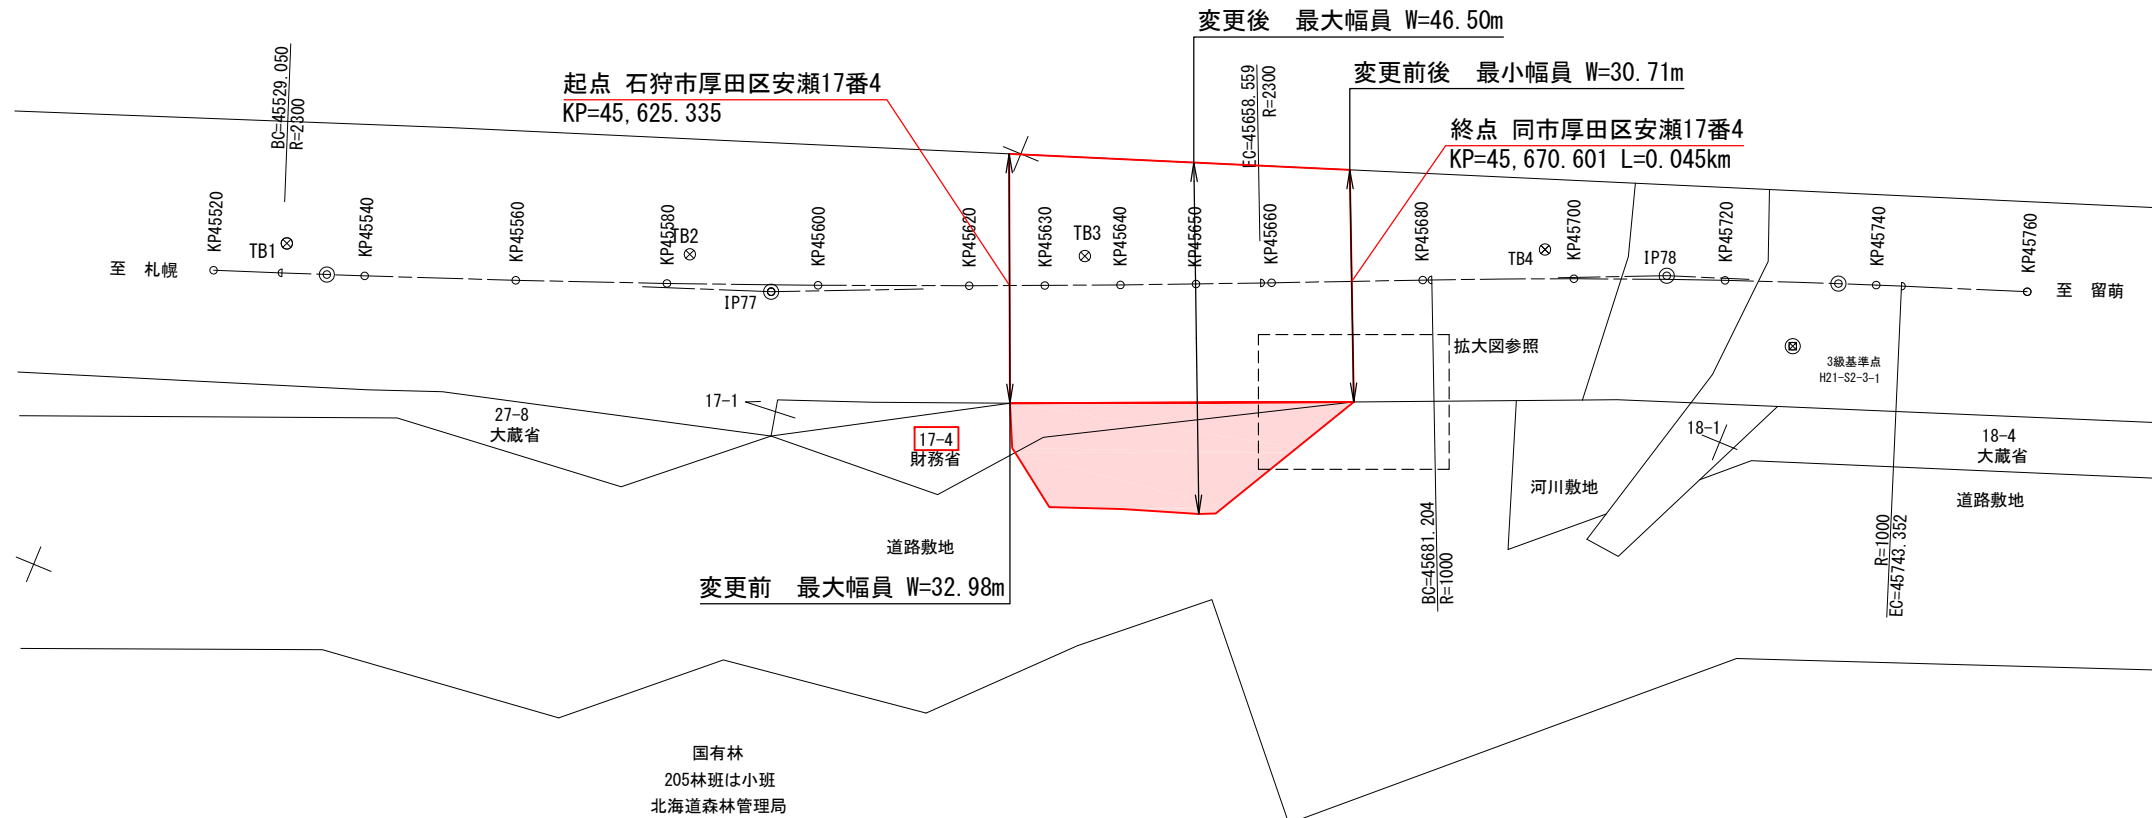 変更後　最大幅員 W=46.50m
変更前後　最小幅員 W=30.71m
起点 石狩市厚田区安瀬17番4
KP=45,625.335
終点 同市厚田区安瀬17番4
KP=45,670.601 L=0.045km
BC=45529.050
R=2300
EC=45658.559
R=2300
KP45520
KP45540
KP45560
KP45580
KP45600
KP45620
KP45630
KP45640
KP45650
KP45660
KP45680
KP45700
KP45720
KP45740
KP45760
TB1
TB2
TB3
TB4
IP77
IP78
至　札幌
至　留萌
拡大図参照
3級基準点
H21-S2-3-1
17-1
27-8
大蔵省
17-4
財務省
18-1
18-4
大蔵省
河川敷地
道路敷地
道路敷地
BC=45681.204
R=1000
R=1000
EC=45743.352
変更前　最大幅員 W=32.98m
国有林
205林班は小班
北海道森林管理局